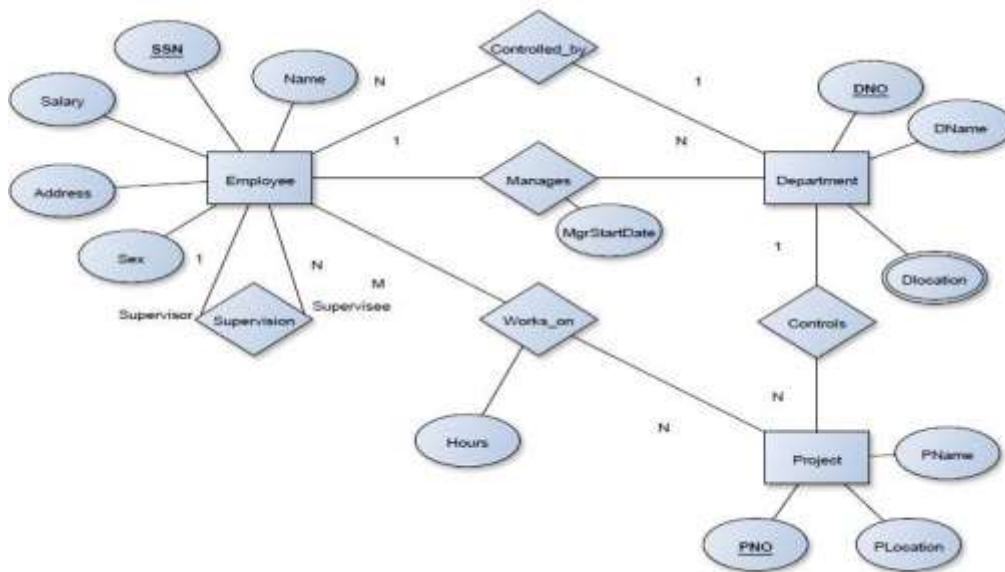 SSN
Controlled_by
Name
N
Salary
1
DNO
DName
1
N
Employee
Manages
Department
Address
MgrStartDate
Sex
1
N
1
Dlocation
M
Supervisor
Supervisee
Supervision
Works_on
Controls
N
Hours
N
PName
Project
PNO
PLocation